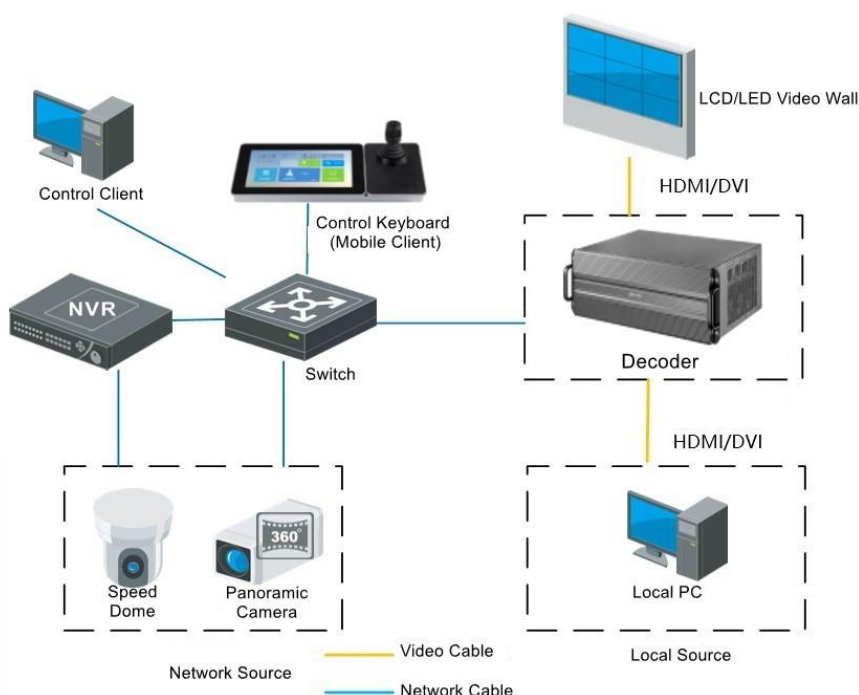 LCD/LED Video Wall
HDMI/DVI
Control Client
Control Keyboard
(Mobile Client)
NVR
Switch
Decoder
HDMI/DVI
360°
Speed
Dome
Panoramic
Camera
Local PC
Network Source
Video Cable
Network Cable
Local Source